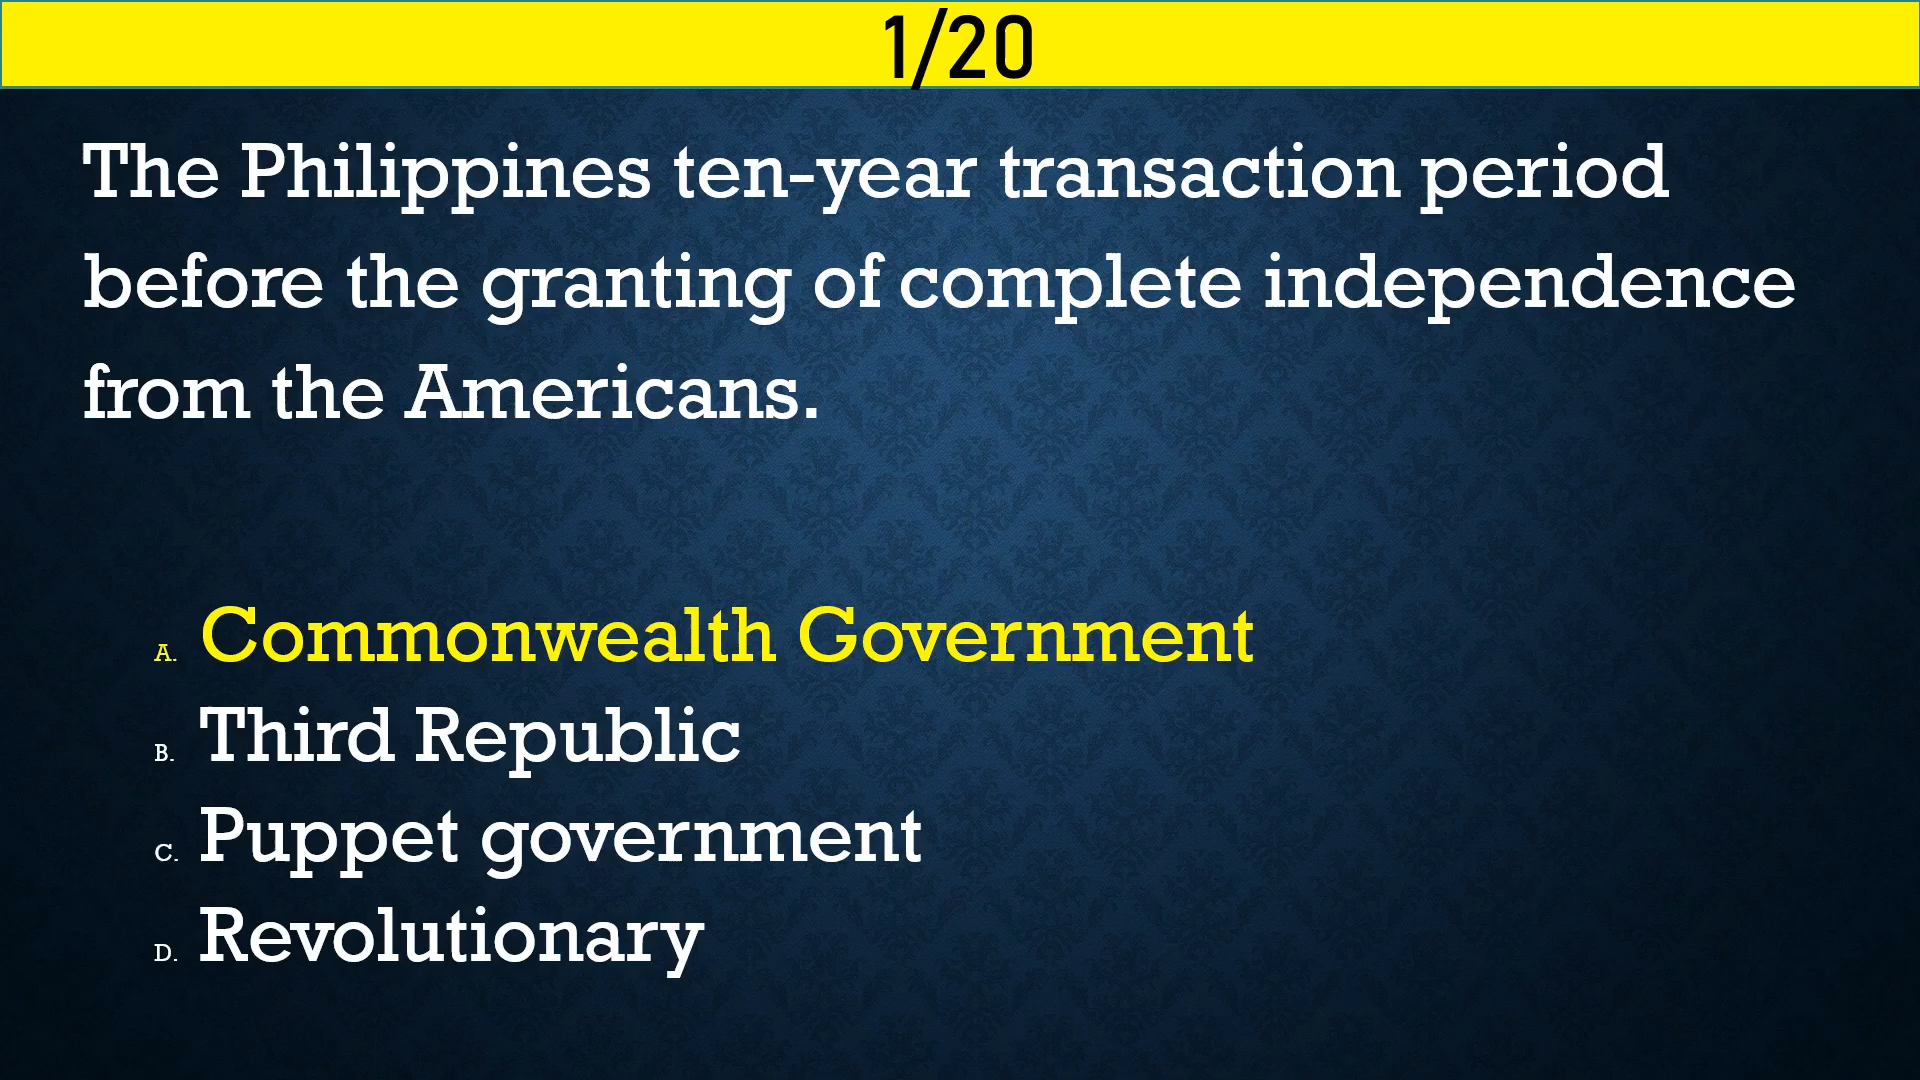 1/20
The Philippines ten-year transaction period
before the granting of complete independence
from the Americans.
A. Commonwealth Government
B. Third Republic
C. Puppet government
D. Revolutionary